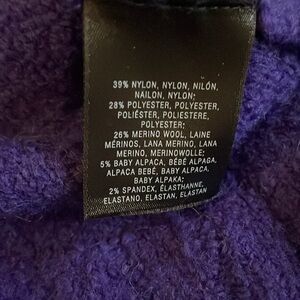 39% NYLON, NYLON, NILÓN,
NAILON, NYLON;
28% POLYESTER, POLYESTER,
POLIÉSTER, POLIESTERE,
POLYESTER;
26% MERINO WOOL, LAINE
MÉRINOS, LANA MERINO, LANA
MERINO, MERINOWOLLE;
5% BABY ALPACA, BÉBÉ ALPAGA,
ALPACA BEBÉ, BABY ALPACA,
BABY ALPAKA;
2% SPANDEX, ÉLASTHANNE,
ELASTANO, ELASTAN, ELASTAN